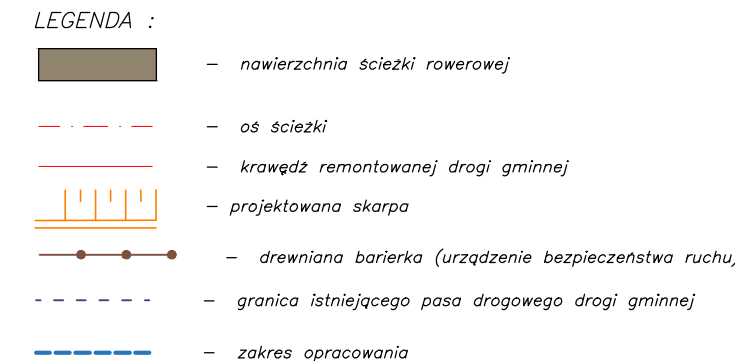 LEGENDA :
– nawierzchnia ścieżki rowerowej
– oś ścieżki
– krawędź remontowanej drogi gminnej
– projektowana skarpa
– drewniana barierka (urządzenie bezpieczeństwa ruchu)
– granica istniejącego pasa drogowego drogi gminnej
– zakres opracowania